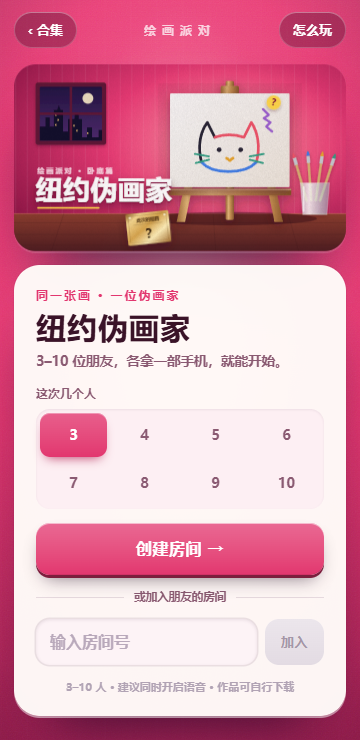 ‹ 合集
绘画派对
怎么玩
?
绘画派对 • 卧底篇
纽约伪画家
?
同一张画 • 一位伪画家
纽约伪画家
3–10 位朋友，各拿一部手机，就能开始。
这次几个人
3 4 5 6
7 8 9 10
创建房间 →
或加入朋友的房间
输入房间号
加入
3–10 人 • 建议同时开启语音 • 作品可自行下载